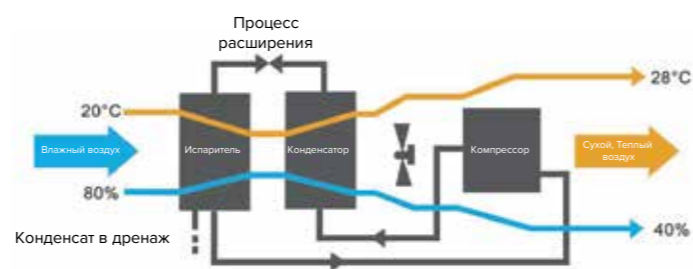 Процесс
расширения
20°C
28°C
Влажный воздух
Испаритель
Конденсатор
Компрессор
Сухой, Теплый
воздух
80%
40%
Конденсат в дренаж